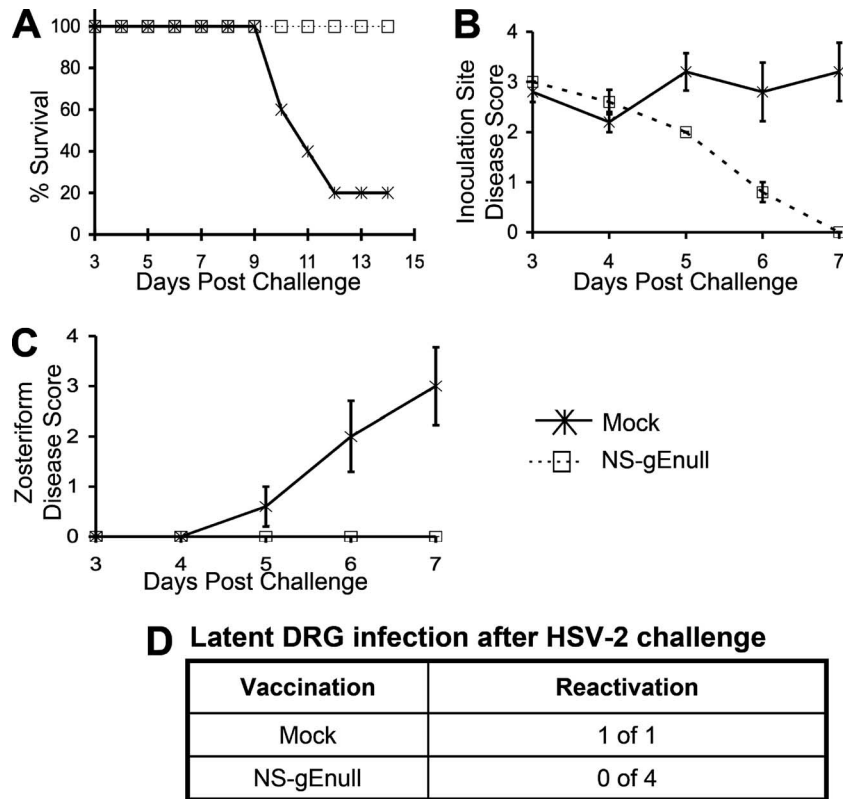 A
100
80
60
40
20
0
% Survival
3 5 7 9 11 13 15
Days Post Challenge
B
4
3
2
1
0
Inoculation Site
Disease Score
3 4 5 6 7
Days Post Challenge
C
4
3
2
1
0
Zosteriform
Disease Score
3 4 5 6 7
Days Post Challenge
Mock
NS-gEnull
D Latent DRG infection after HSV-2 challenge
Vaccination Reactivation
Mock 1 of 1
NS-gEnull 0 of 4